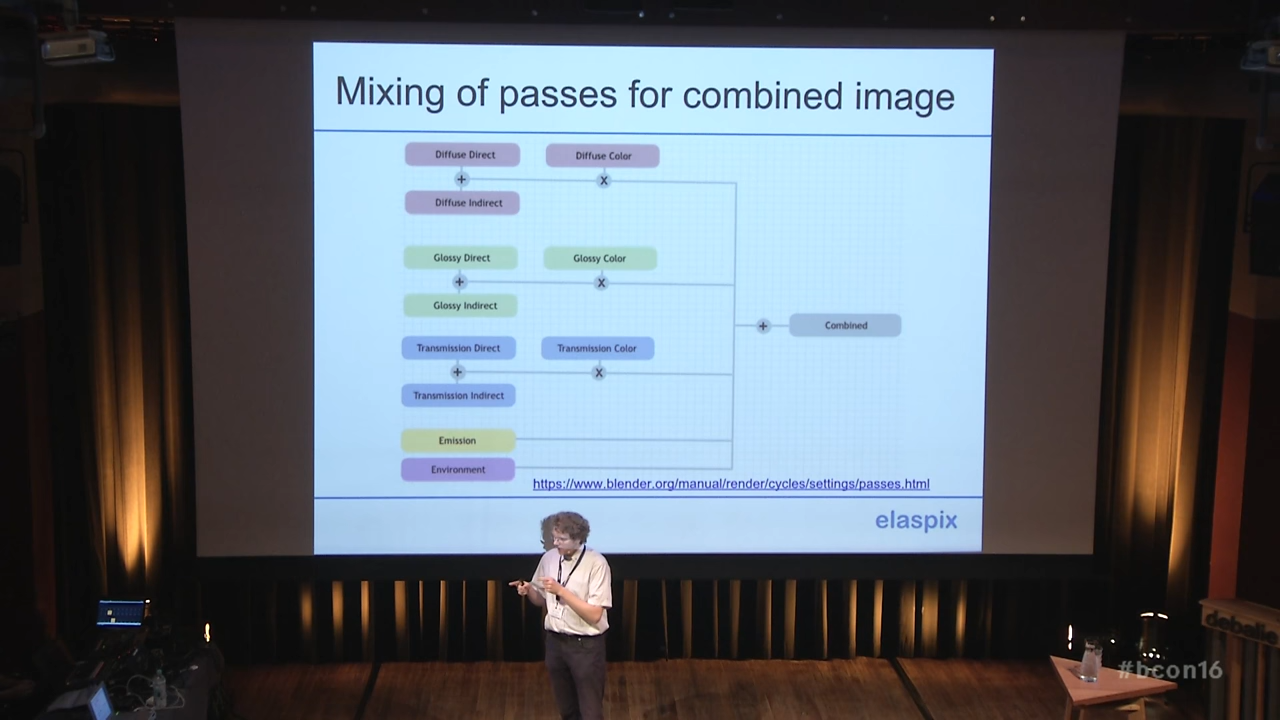 Mixing of passes for combined image
Diffuse Direct
Diffuse Color
+
X
Diffuse Indirect
Glossy Direct
Glossy Color
+
X
Glossy Indirect
+
Combined
Transmission Direct
Transmission Color
+
X
Transmission Indirect
Emission
Environment
https://www.blender.org/manual/render/cycles/settings/passes.html
elaspix
debalie
#bcon16